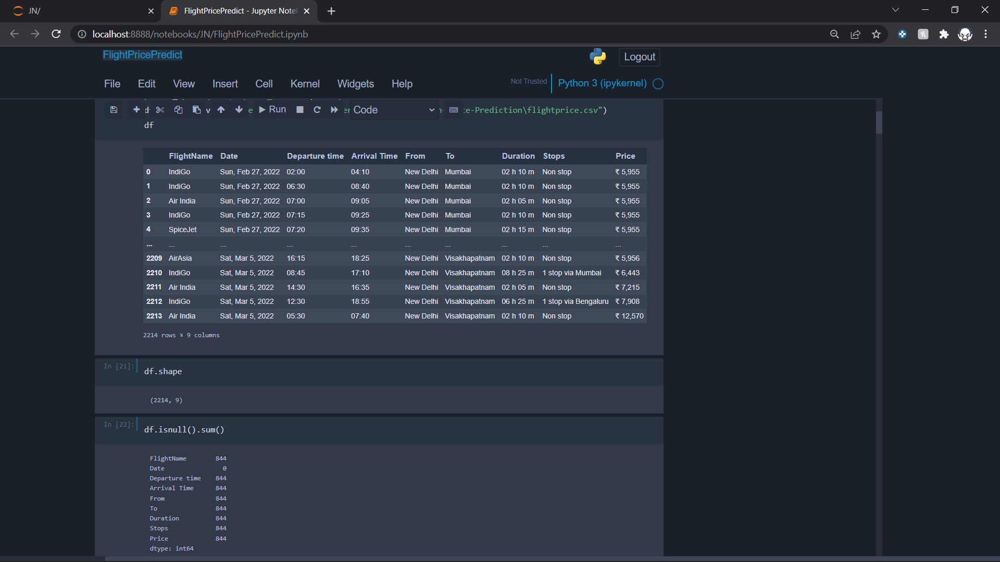 JN/
FlightPricePredict - Jupyter Note
localhost:8888/notebooks/JN/FlightPricePredict.ipynb
FlightPricePredict
Logout
File Edit View Insert Cell Kernel Widgets Help
Not Trusted
Python 3 (ipykernel)
Run
Code
ce-Prediction\flightprice.csv")
df
FlightName Date Departure time Arrival Time From To Duration Stops Price
0 IndiGo Sun, Feb 27, 2022 02:00 04:10 New Delhi Mumbai 02 h 10 m Non stop ₹ 5,955
1 IndiGo Sun, Feb 27, 2022 06:30 08:40 New Delhi Mumbai 02 h 10 m Non stop ₹ 5,955
2 Air India Sun, Feb 27, 2022 07:00 09:05 New Delhi Mumbai 02 h 05 m Non stop ₹ 5,955
3 IndiGo Sun, Feb 27, 2022 07:15 09:25 New Delhi Mumbai 02 h 10 m Non stop ₹ 5,955
4 SpiceJet Sun, Feb 27, 2022 07:20 09:35 New Delhi Mumbai 02 h 15 m Non stop ₹ 5,955
... ... ... ... ... ... ... ... ... ...
2209 AirAsia Sat, Mar 5, 2022 16:15 18:25 New Delhi Visakhapatnam 02 h 10 m Non stop ₹ 5,956
2210 IndiGo Sat, Mar 5, 2022 08:45 17:10 New Delhi Visakhapatnam 08 h 25 m 1 stop via Mumbai ₹ 6,443
2211 Air India Sat, Mar 5, 2022 14:30 16:35 New Delhi Visakhapatnam 02 h 05 m Non stop ₹ 7,215
2212 IndiGo Sat, Mar 5, 2022 12:30 18:55 New Delhi Visakhapatnam 06 h 25 m 1 stop via Bengaluru ₹ 7,908
2213 Air India Sat, Mar 5, 2022 05:30 07:40 New Delhi Visakhapatnam 02 h 10 m Non stop ₹ 12,570
2214 rows × 9 columns
In [21]:
df.shape
(2214, 9)
In [22]:
df.isnull().sum()
FlightName 844
Date 0
Departure time 844
Arrival Time 844
From 844
To 844
Duration 844
Stops 844
Price 844
dtype: int64